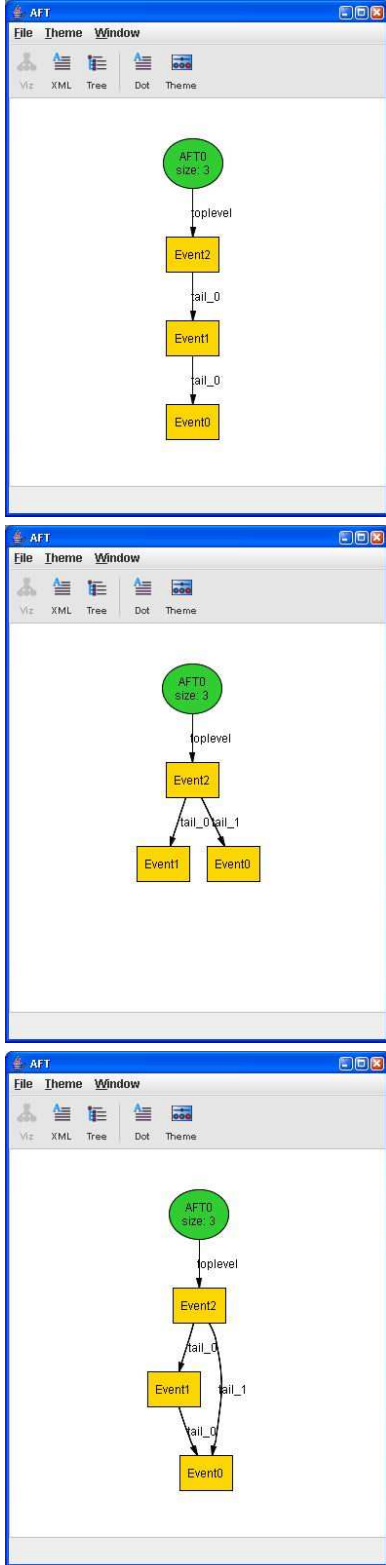 AFT
File Theme Window
Viz XML Tree Dot Theme
AFT0
size: 3
toplevel
Event2
tail_0
Event1
tail_0
Event0
AFT
File Theme Window
Viz XML Tree Dot Theme
AFT0
size: 3
toplevel
Event2
tail_0 tail_1
Event1 Event0
AFT
File Theme Window
Viz XML Tree Dot Theme
AFT0
size: 3
toplevel
Event2
tail_0
Event1 tail_1
tail_0
Event0